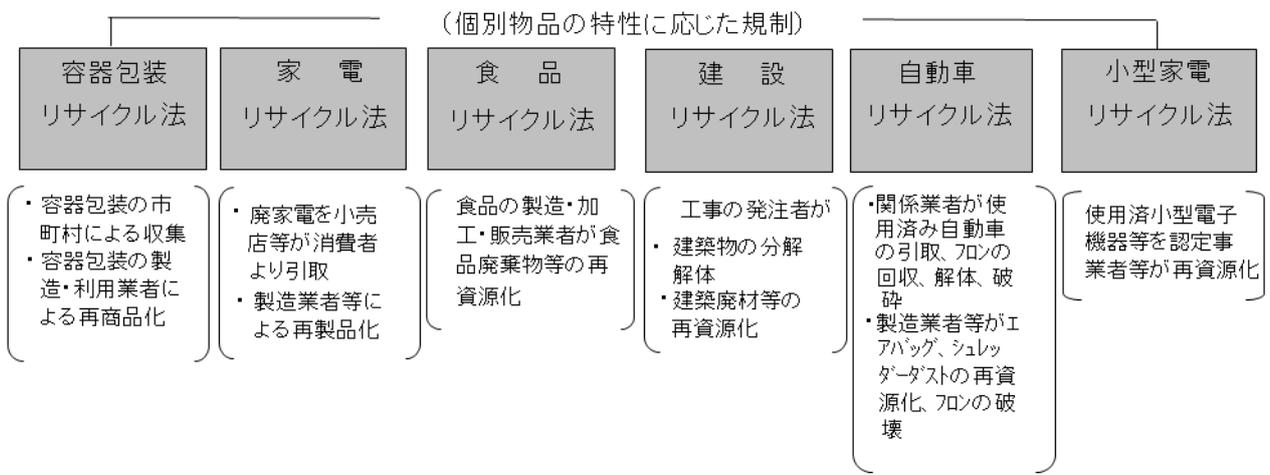 (個別物品の特性に応じた規制)
容器包装
リサイクル法
家　電
リサイクル法
食　品
リサイクル法
建　設
リサイクル法
自動車
リサイクル法
小型家電
リサイクル法
・容器包装の市
町村による収集
・容器包装の製
造・利用業者に
よる再商品化
・廃家電を小売
店等が消費者
より引取
・製造業者等に
よる再製品化
食品の製造・加
工・販売業者が食
品廃棄物等の再
資源化
工事の発注者が
・建築物の分解
解体
・建築廃材等の
再資源化
・関係業者が使
用済み自動車
の引取、フロンの
回収、解体、破
砕
・製造業者等がエ
アバッグ、シュレッ
ダーダストの再資
源化、フロンの破
壊
使用済小型電子
機器等を認定事
業者等が再資源化